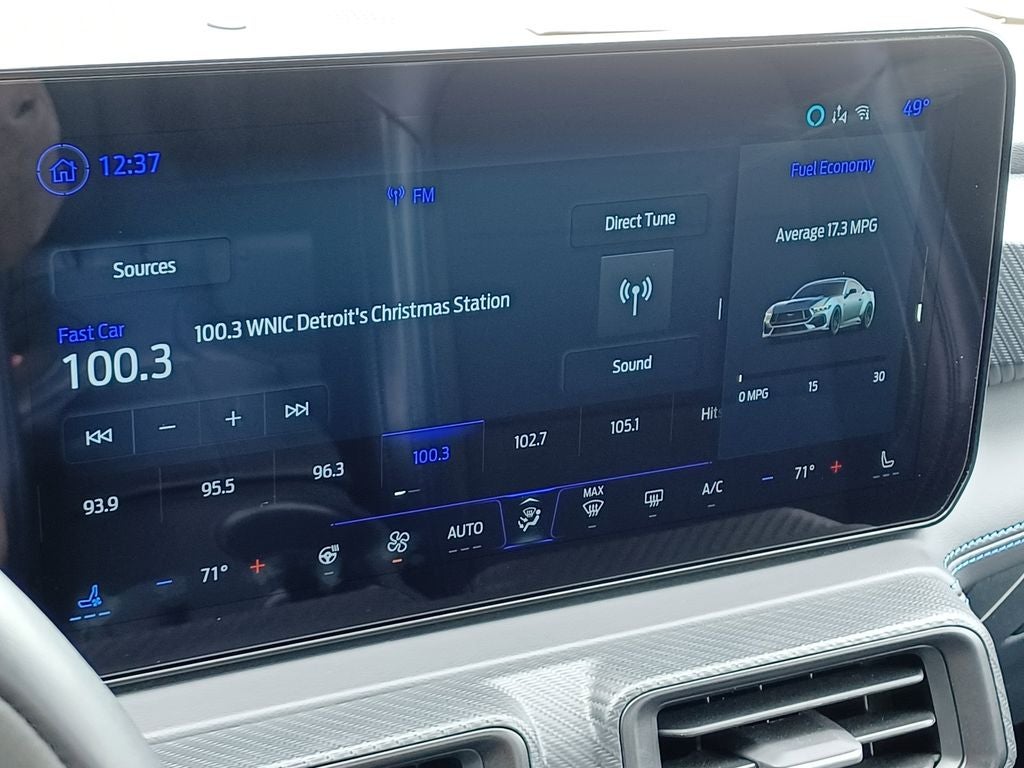 49°
12:37
FM
Fuel Economy
Direct Tune
Average 17.3 MPG
Sources
Fast Car
100.3 WNIC Detroit's Christmas Station
100.3
Sound
0 MPG 15 30
− +
93.9 95.5 96.3 100.3 102.7 105.1 Hits
− 71° +
AUTO
MAX
A/C
− 71° +